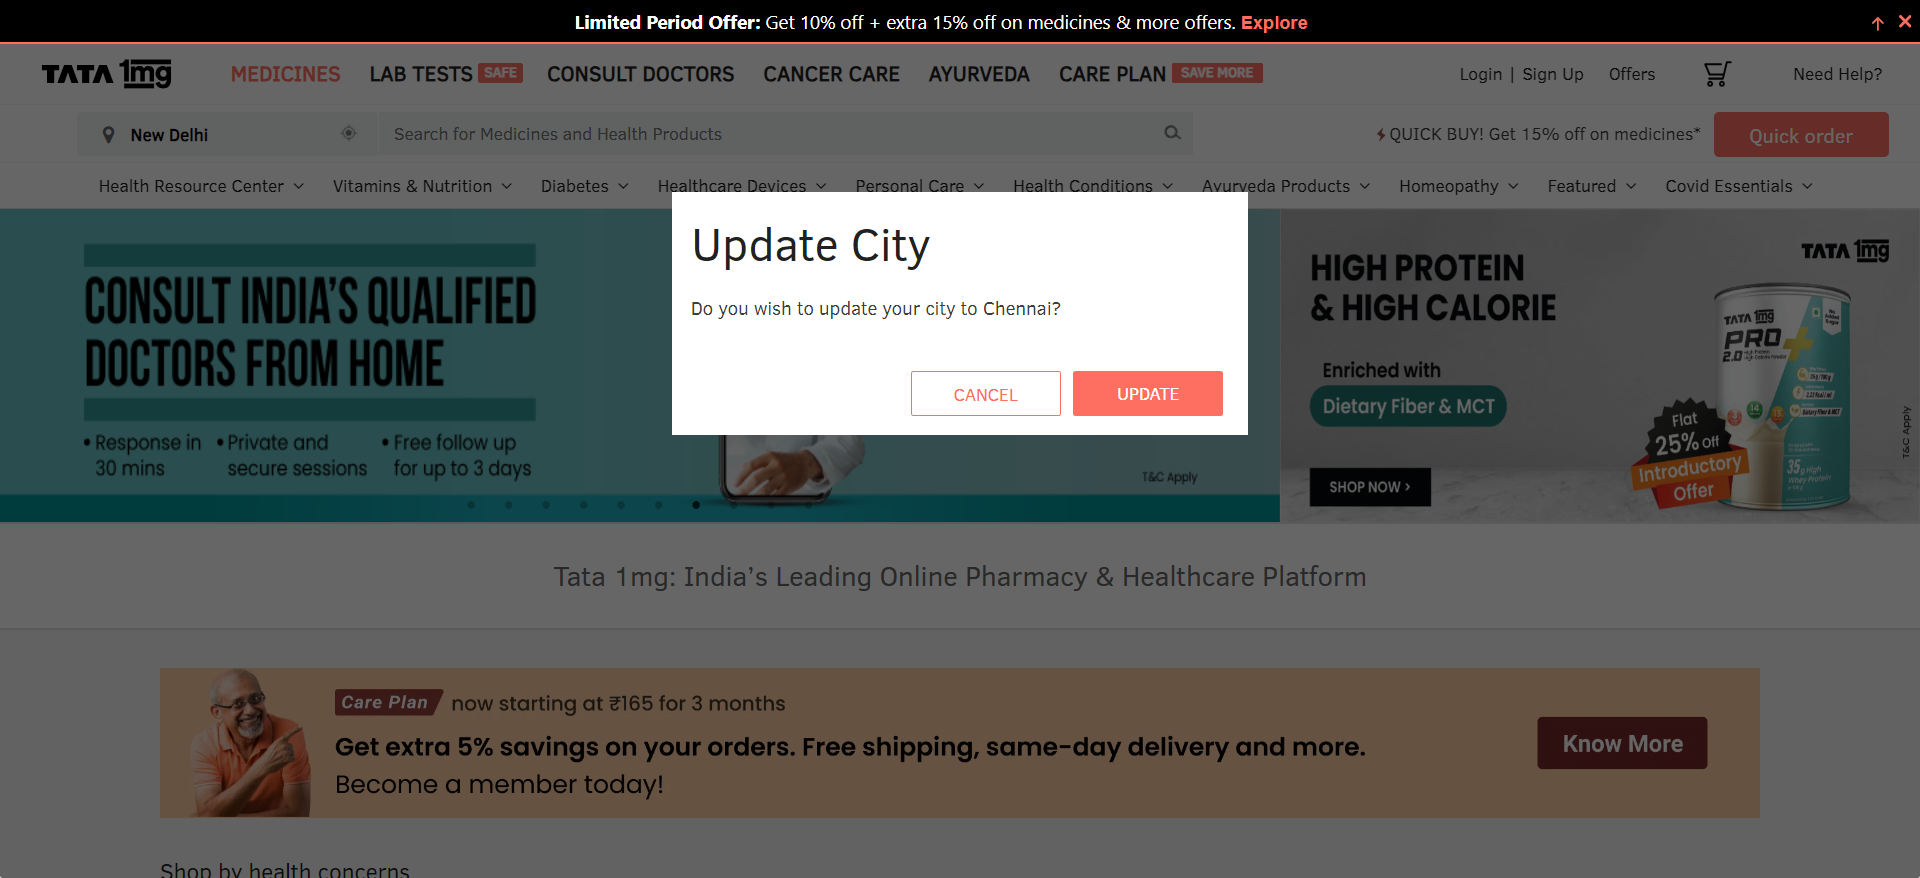 Limited Period Offer: Get 10% off + extra 15% off on medicines & more offers. Explore
TATA 1mg MEDICINES LAB TESTS SAFE CONSULT DOCTORS CANCER CARE AYURVEDA CARE PLAN SAVE MORE Login | Sign Up Offers Need Help?
New Delhi Search for Medicines and Health Products QUICK BUY! Get 15% off on medicines* Quick order
Health Resource Center Vitamins & Nutrition Diabetes Healthcare Devices Personal Care Health Conditions Ayurveda Products Homeopathy Featured Covid Essentials
Update City
Do you wish to update your city to Chennai?
CANCEL UPDATE
CONSULT INDIA'S QUALIFIED
DOCTORS FROM HOME
• Response in
30 mins
• Private and
secure sessions
• Free follow up
for up to 3 days
T&C Apply
TATA 1mg
HIGH PROTEIN
& HIGH CALORIE
Enriched with
Dietary Fiber & MCT
SHOP NOW ›
TATA 1mg
PRO+
2.0
Flat
25% Off
Introductory
Offer
35g High
Whey Protein
T&C Apply
Tata 1mg: India's Leading Online Pharmacy & Healthcare Platform
Care Plan now starting at ₹165 for 3 months
Get extra 5% savings on your orders. Free shipping, same-day delivery and more.
Become a member today!
Know More
Shop by health concerns